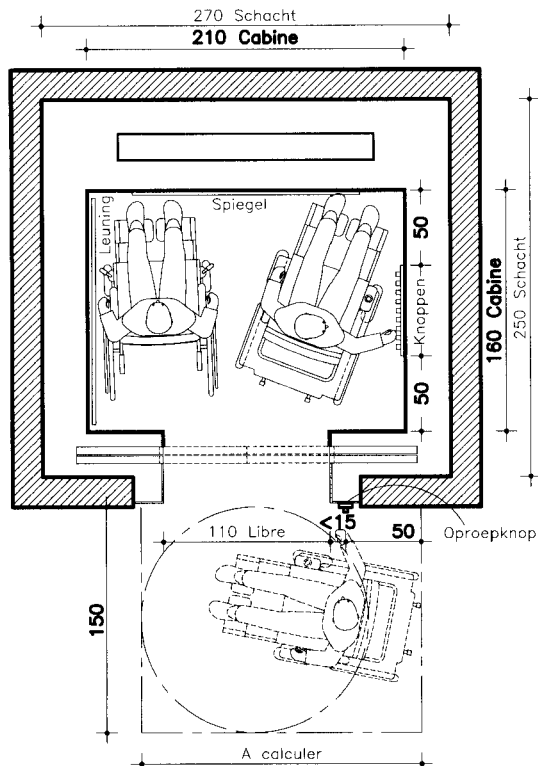 270 Schacht
210 Cabine
Leuning
Spiegel
50
Knoppen
50
160 Cabine
250 Schacht
110 Libre
<15
50
Oproepknop
150
A calculer